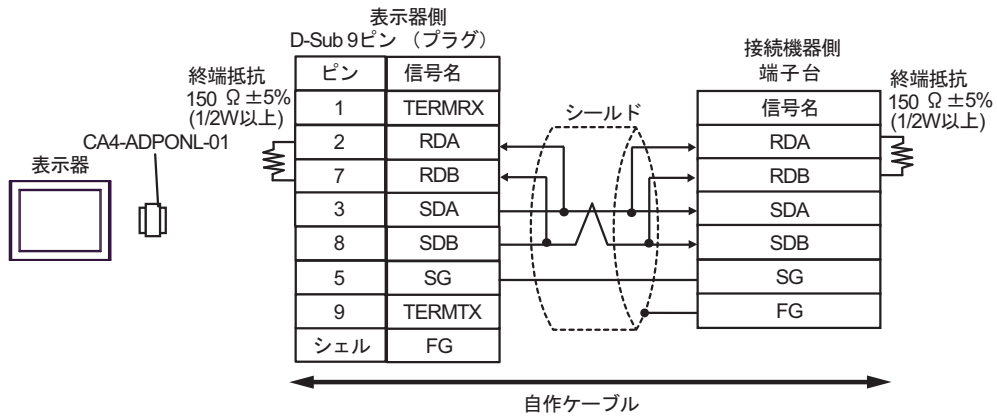 表示器側
D-Sub 9ピン （プラグ）
接続機器側
端子台
終端抵抗
150 Ω ±5%
(1/2W以上)
CA4-ADPONL-01
表示器
ピン 信号名
1 TERMRX
2 RDA
7 RDB
3 SDA
8 SDB
5 SG
9 TERMTX
シェル FG
シールド
信号名
RDA
RDB
SDA
SDB
SG
FG
終端抵抗
150 Ω ±5%
(1/2W以上)
自作ケーブル